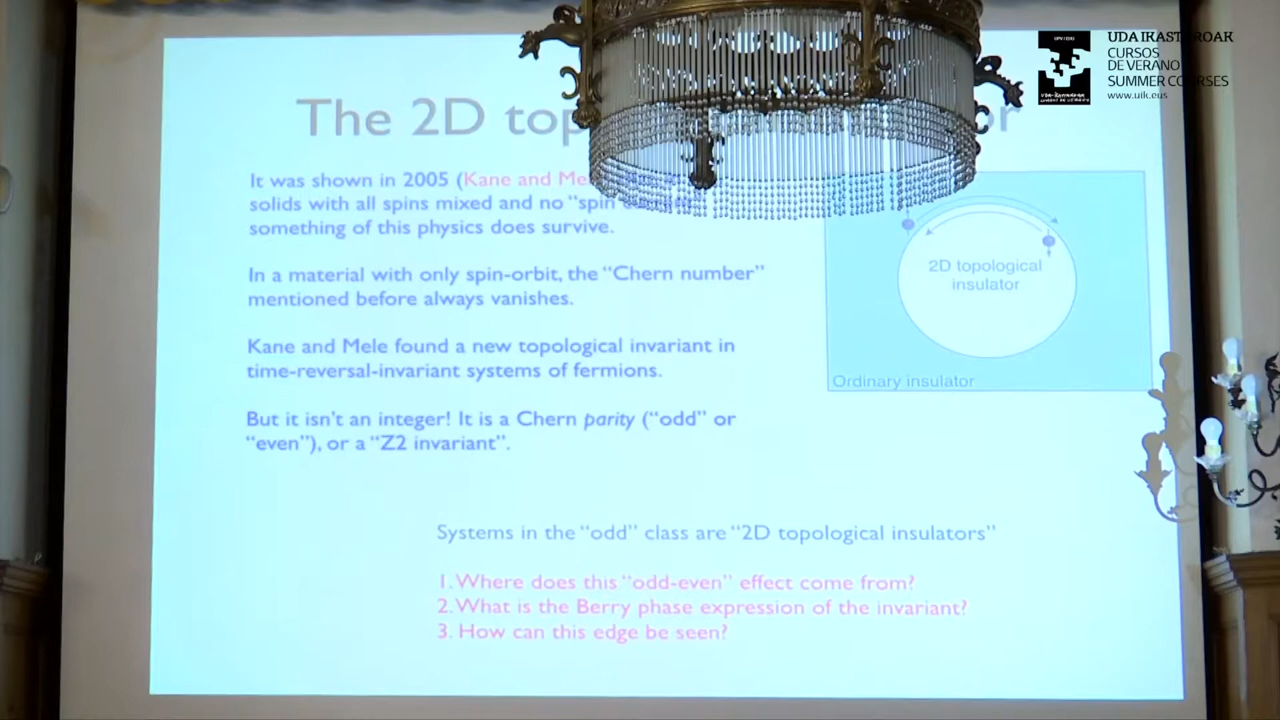 UDA IKASTAROAK
CURSOS
DE VERANO
SUMMER COURSES
www.uik.eus
The 2D
It was shown in 2005 (Kane and
solids with all spins mixed and no "spin
something of this physics does survive.
In a material with only spin-orbit, the "Chern number"
mentioned before always vanishes.
Kane and Mele found a new topological invariant in
time-reversal-invariant systems of fermions.
But it isn't an integer! It is a Chern parity ("odd" or
"even"), or a "Z2 invariant".
2D topological
insulator
Ordinary insulator
Systems in the "odd" class are "2D topological insulators"
1. Where does this "odd-even" effect come from?
2. What is the Berry phase expression of the invariant?
3. How can this edge be seen?